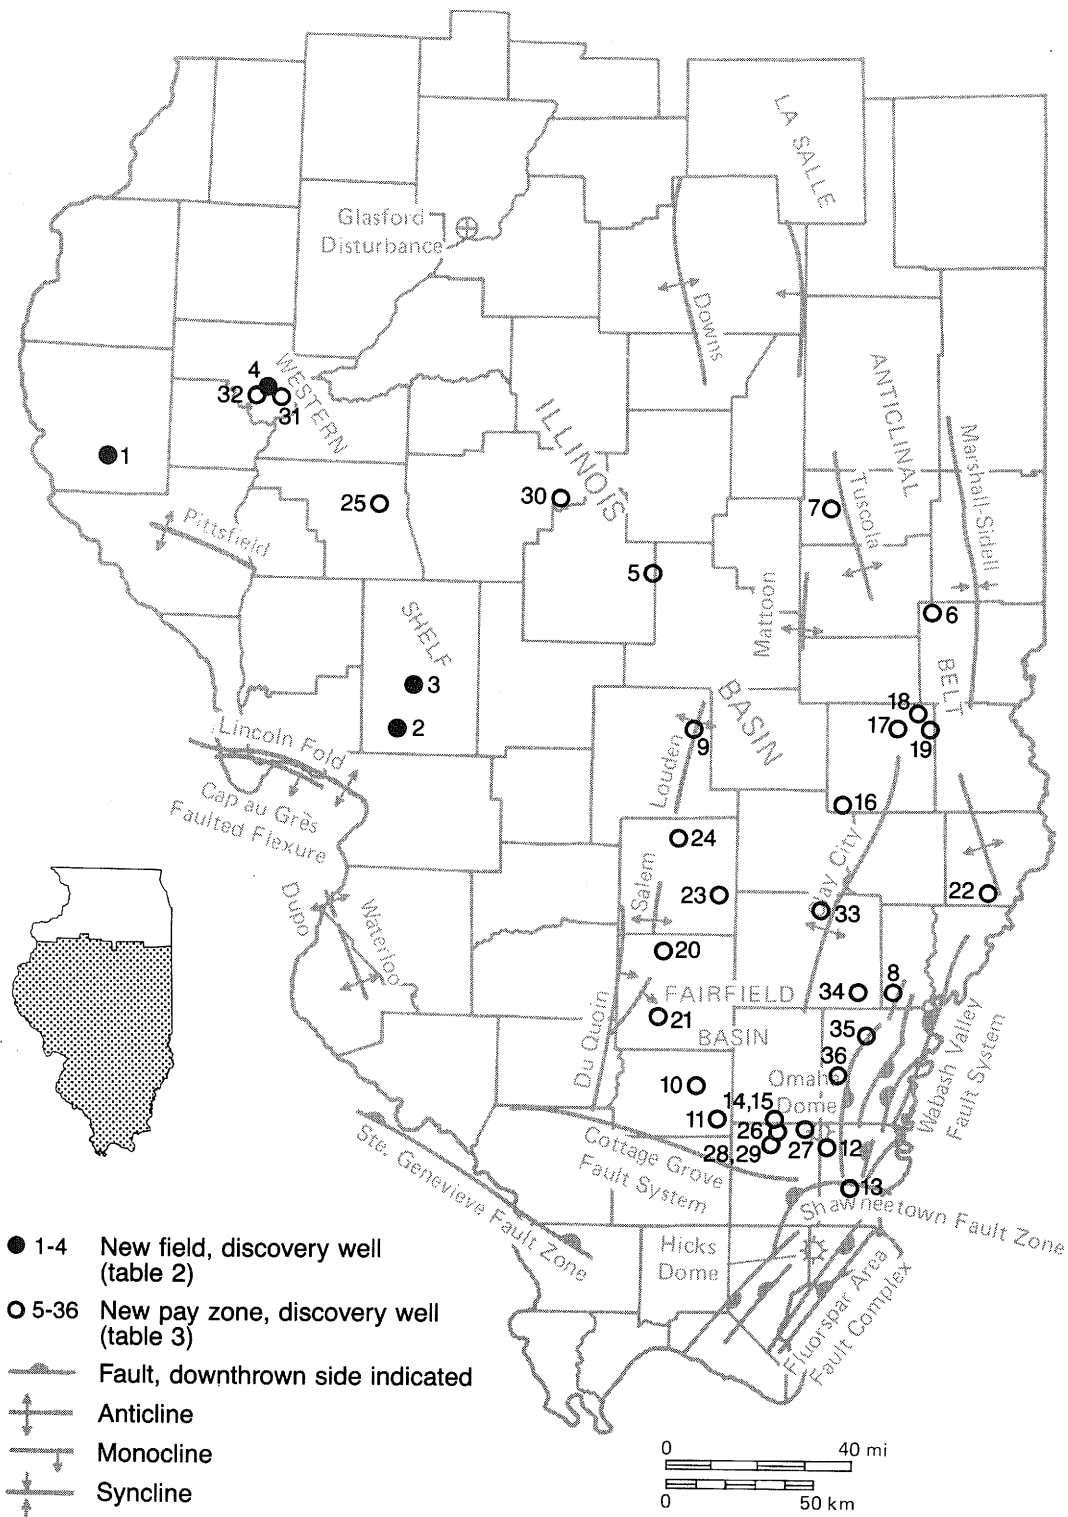 LA SALLE
Glasford
Disturbance
Downs
4
WESTERN
32
31
ANTICLINAL
1
ILLINOIS
Marshall-Sidell
25
30
7
Tuscola
Pittsfield
5
Mattoon
6
SHELF
3
BELT
2
BASIN
18
17
19
Lincoln Fold
9
Louden
Cap au Grès
Faulted Flexure
16
24
Clay City
Salem
23
22
33
Dupo
Waterloo
20
FAIRFIELD
34
8
21
BASIN
35
Du Quoin
Wabash Valley
Fault System
36
10
Omaha
Dome
14,15
11
26
28,29
27
12
Cottage Grove
Fault System
Ste. Genevieve Fault Zone
13
Shawneetown Fault Zone
Hicks
Dome
Fluorspar Area
Fault Complex
1-4 New field, discovery well
(table 2)
5-36 New pay zone, discovery well
(table 3)
Fault, downthrown side indicated
Anticline
Monocline
Syncline
0 40 mi
0 50 km